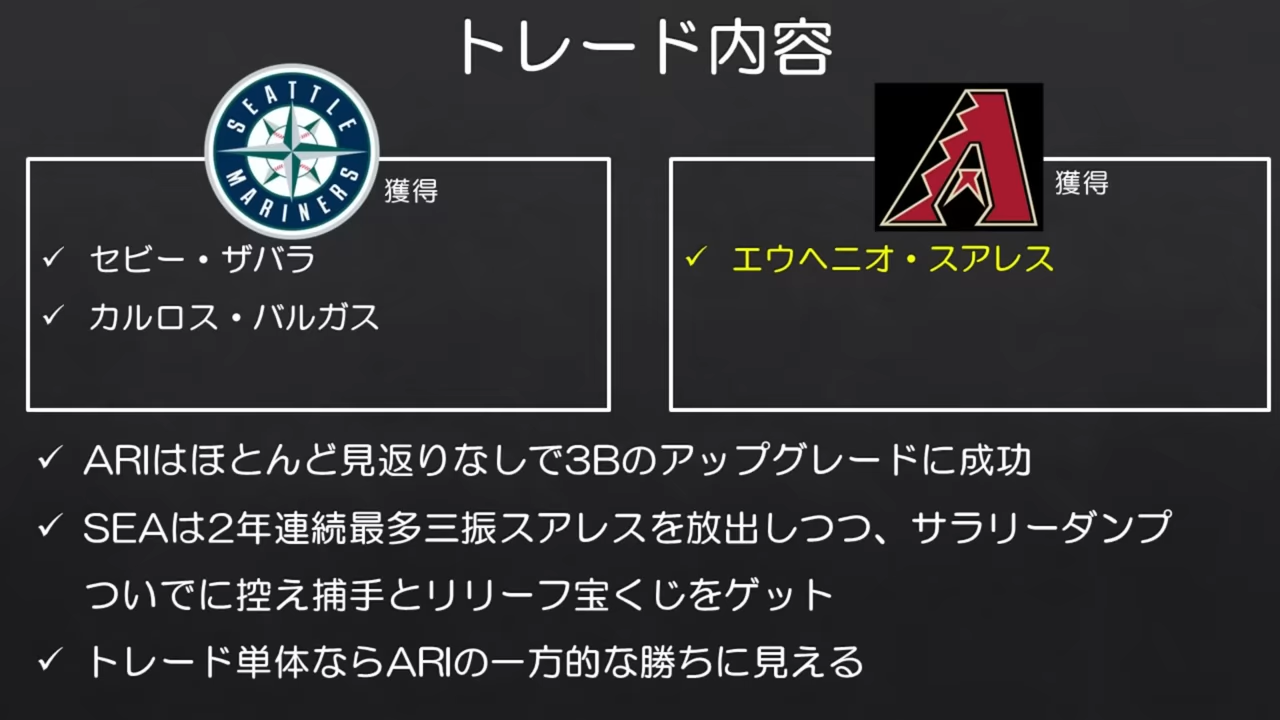 トレード内容
SEATTLE
MARINERS
獲得
獲得
✓ セビー・ザバラ
✓ カルロス・バルガス
✓ エウヘニオ・スアレス
✓ ARIはほとんど見返りなしで3Bのアップグレードに成功
✓ SEAは2年連続最多三振スアレスを放出しつつ、サラリーダンプ
ついでに控え捕手とリリーフ宝くじをゲット
✓ トレード単体ならARIの一方的な勝ちに見える